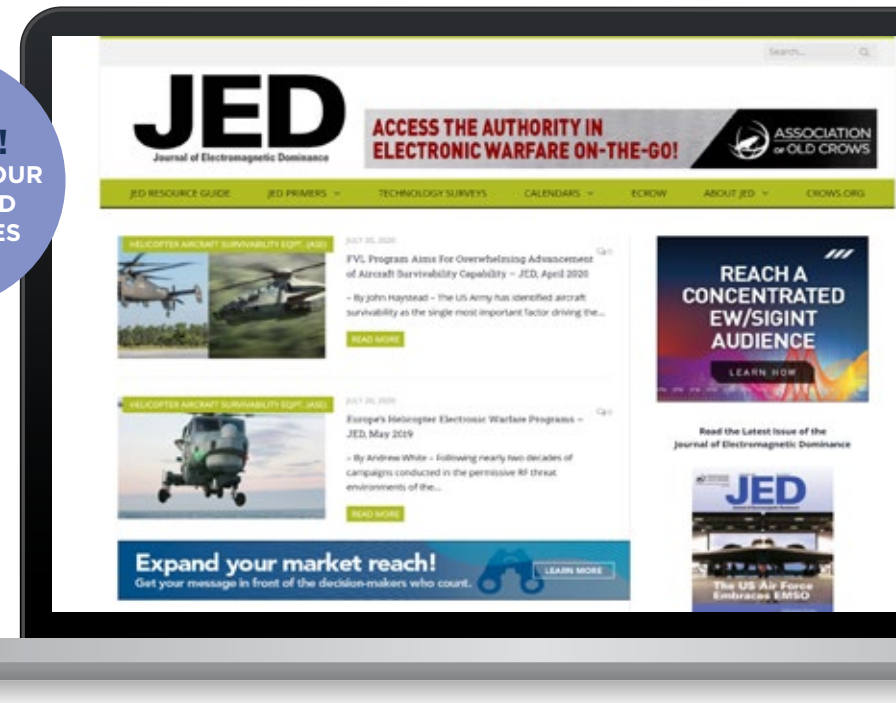 !
OUR
D
ES
Search...
JED
Journal of Electromagnetic Dominance
ACCESS THE AUTHORITY IN
ELECTRONIC WARFARE ON-THE-GO!
ASSOCIATION
OF OLD CROWS
JED RESOURCE GUIDE JED PRIMERS TECHNOLOGY SURVEYS CALENDARS ECROW ABOUT JED CROWS.ORG
HELICOPTER AIRCRAFT SURVIVABILITY EQPT. (ASE)
JULY 20, 2020
0
FVL Program Aims For Overwhelming Advancement
of Aircraft Survivability Capability – JED, April 2020
– By John Haystead – The US Army has identified aircraft
survivability as the single most important factor driving the...
READ MORE
HELICOPTER AIRCRAFT SURVIVABILITY EQPT. (ASE)
JULY 20, 2020
0
Europe's Helicopter Electronic Warfare Programs –
JED, May 2019
– By Andrew White – Following nearly two decades of
campaigns conducted in the permissive RF threat
environments of the...
READ MORE
Expand your market reach!
Get your message in front of the decision-makers who count.
LEARN MORE
REACH A
CONCENTRATED
EW/SIGINT
AUDIENCE
LEARN HOW
Read the Latest Issue of the
Journal of Electromagnetic Dominance
JED
Journal of Electromagnetic Dominance
The US Air Force
Embraces EMSO